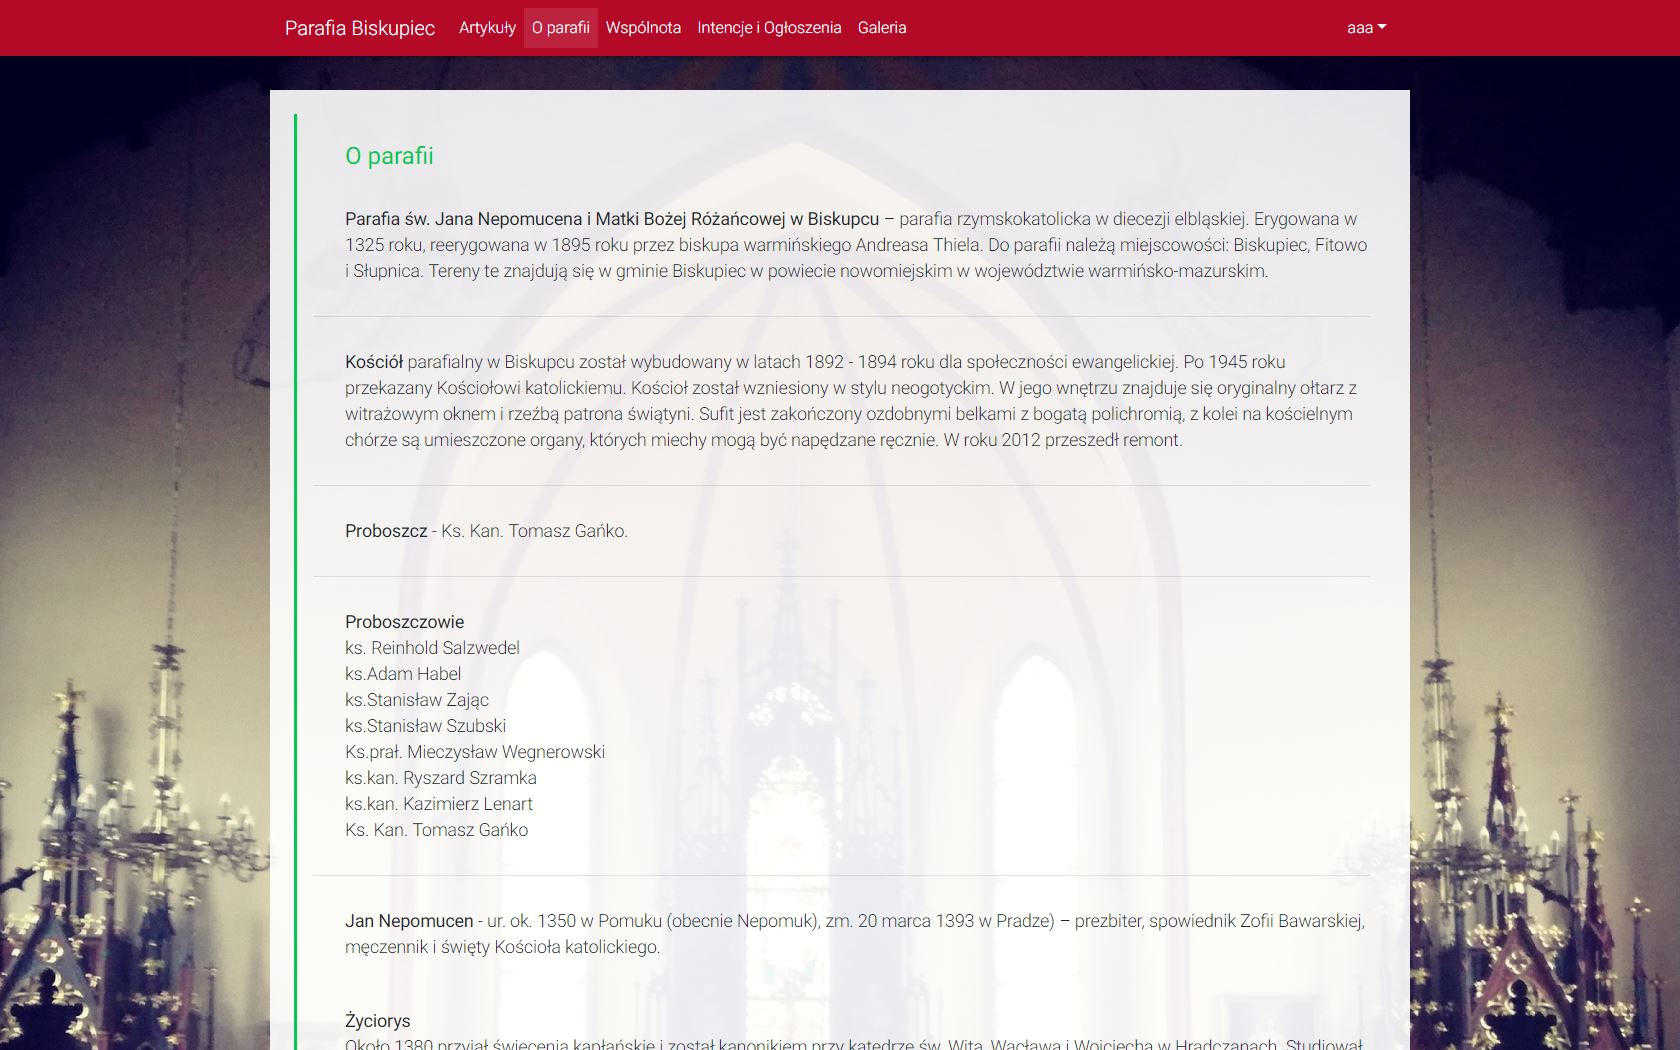 Parafia Biskupiec Artykuły O parafii Wspólnota Intencje i Ogłoszenia Galeria aaa
O parafii
Parafia św. Jana Nepomucena i Matki Bożej Różańcowej w Biskupcu – parafia rzymskokatolicka w diecezji elbląskiej. Erygowana w
1325 roku, reerygowana w 1895 roku przez biskupa warmińskiego Andreasa Thiela. Do parafii należą miejscowości: Biskupiec, Fitowo
i Słupnica. Tereny te znajdują się w gminie Biskupiec w powiecie nowomiejskim w województwie warmińsko-mazurskim.
Kościół parafialny w Biskupcu został wybudowany w latach 1892 - 1894 roku dla społeczności ewangelickiej. Po 1945 roku
przekazany Kościołowi katolickiemu. Kościoł został wzniesiony w stylu neogotyckim. W jego wnętrzu znajduje się oryginalny ołtarz z
witrażowym oknem i rzeźbą patrona świątyni. Sufit jest zakończony ozdobnymi belkami z bogatą polichromią, z kolei na kościelnym
chórze są umieszczone organy, których miechy mogą być napędzane ręcznie. W roku 2012 przeszedł remont.
Proboszcz - Ks. Kan. Tomasz Gańko.
Proboszczowie
ks. Reinhold Salzwedel
ks.Adam Habel
ks.Stanisław Zając
ks.Stanisław Szubski
Ks.prał. Mieczysław Wegnerowski
ks.kan. Ryszard Szramka
ks.kan. Kazimierz Lenart
Ks. Kan. Tomasz Gańko
Jan Nepomucen - ur. ok. 1350 w Pomuku (obecnie Nepomuk), zm. 20 marca 1393 w Pradze) – prezbiter, spowiednik Zofii Bawarskiej,
męczennik i święty Kościoła katolickiego.
Życiorys
Około 1380 przyjął święcenia kapłańskie i został kanonikiem przy katedrze św. Wita, Wacława i Wojciecha w Hradczanach. Studiował